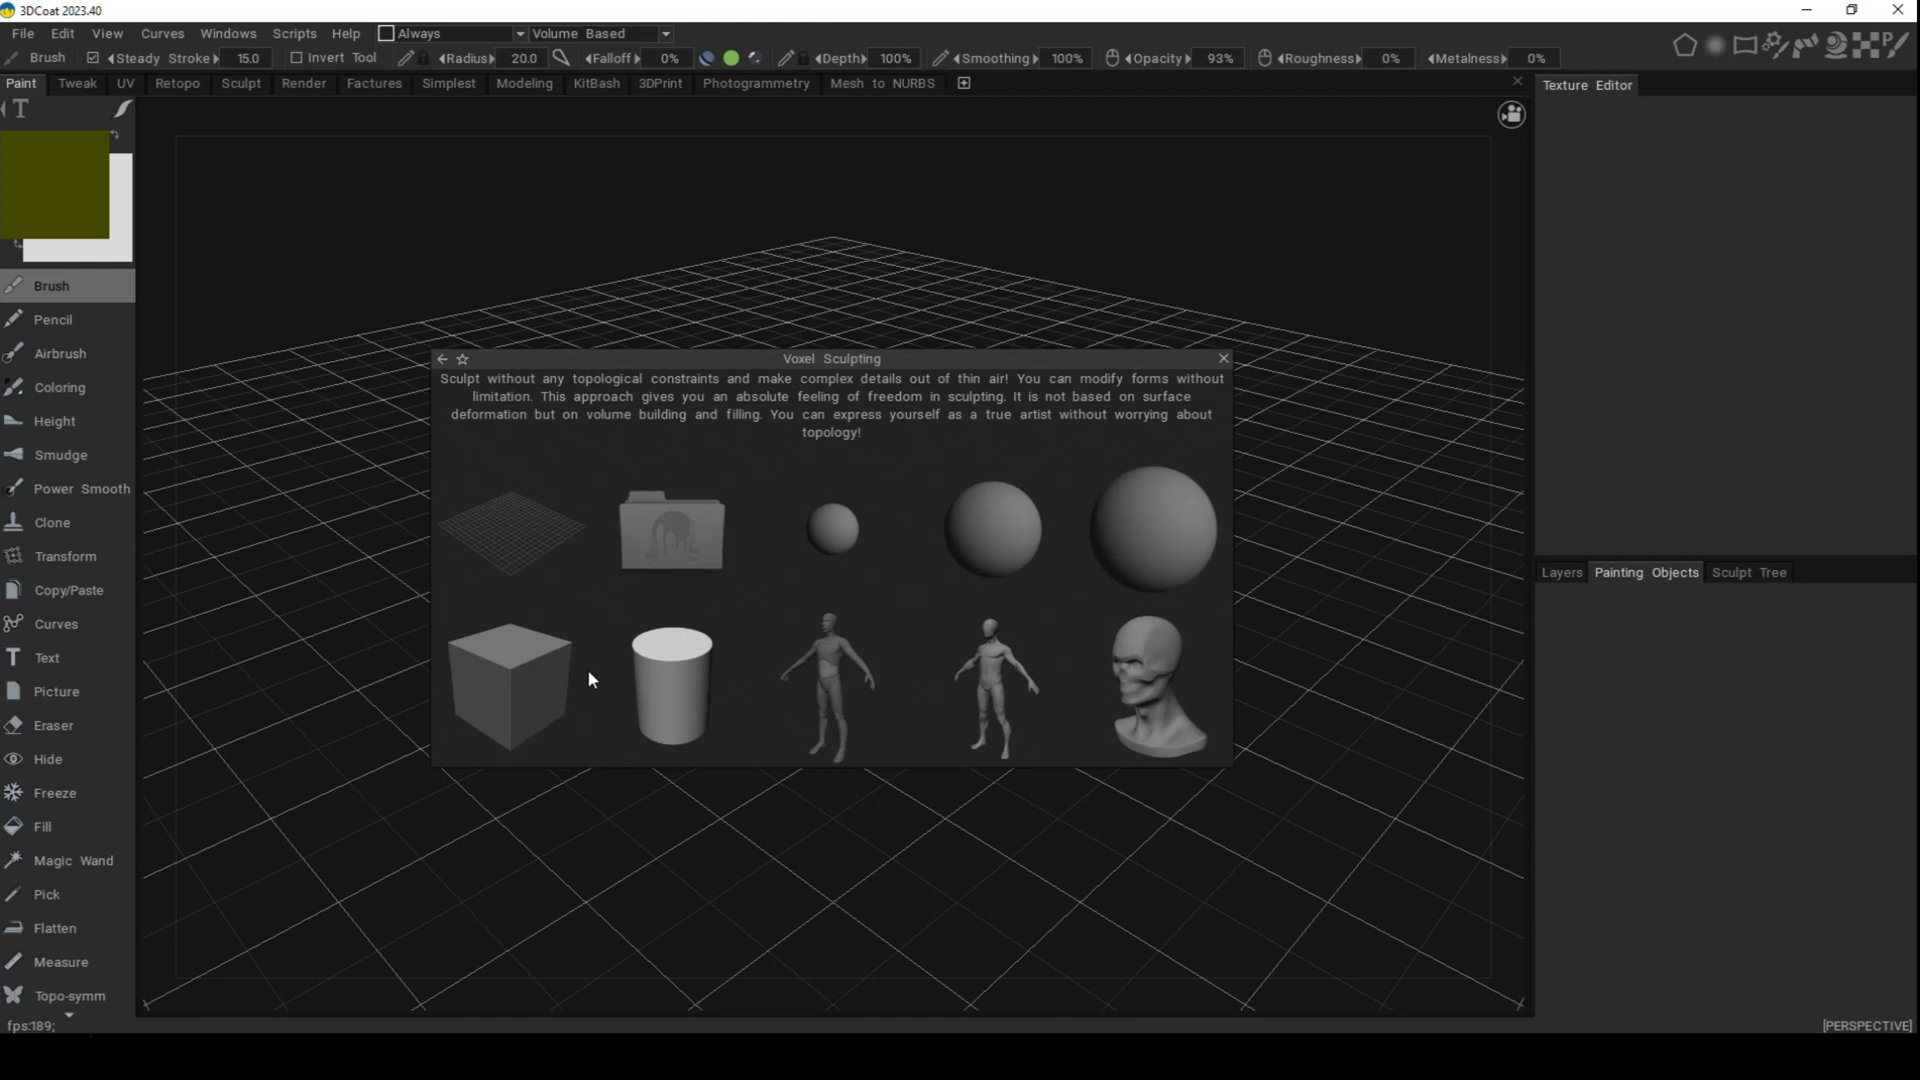 3DCoat 2023.40
File Edit View Curves Windows Scripts Help Always Volume Based
Brush Steady Stroke 15.0 Invert Tool Radius 20.0 Falloff 0% Depth 100% Smoothing 100% Opacity 93% Roughness 0% Metalness 0%
Paint Tweak UV Retopo Sculpt Render Factures Simplest Modeling KitBash 3DPrint Photogrammetry Mesh to NURBS
Texture Editor
T
Brush
Pencil
Airbrush
Coloring
Height
Smudge
Power Smooth
Clone
Transform
Copy/Paste
Curves
T Text
Picture
Eraser
Hide
Freeze
Fill
Magic Wand
Pick
Flatten
Measure
Topo-symm
Voxel Sculpting
Sculpt without any topological constraints and make complex details out of thin air! You can modify forms without
limitation. This approach gives you an absolute feeling of freedom in sculpting. It is not based on surface
deformation but on volume building and filling. You can express yourself as a true artist without worrying about
topology!
Layers Painting Objects Sculpt Tree
fps:189;
[PERSPECTIVE]